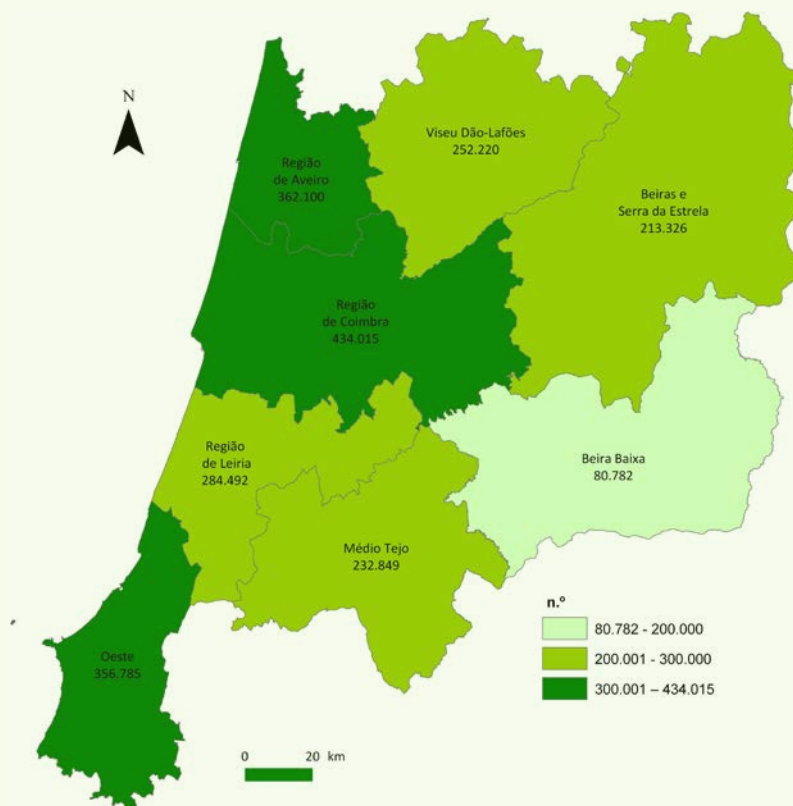 N
Viseu Dão-Lafões
252.220
Região
de Aveiro
362.100
Beiras e
Serra da Estrela
213.326
Região
de Coimbra
434.015
Região
de Leiria
284.492
Beira Baixa
80.782
Médio Tejo
232.849
Oeste
356.785
n.º
80.782 - 200.000
200.001 - 300.000
300.001 – 434.015
0 20 km